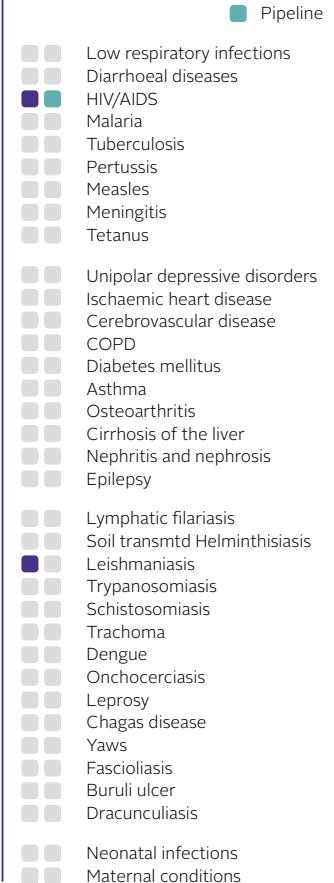 Pipeline
Low respiratory infections
Diarrhoeal diseases
HIV/AIDS
Malaria
Tuberculosis
Pertussis
Measles
Meningitis
Tetanus
Unipolar depressive disorders
Ischaemic heart disease
Cerebrovascular disease
COPD
Diabetes mellitus
Asthma
Osteoarthritis
Cirrhosis of the liver
Nephritis and nephrosis
Epilepsy
Lymphatic filariasis
Soil transmtd Helminthisiasis
Leishmaniasis
Trypanosomiasis
Schistosomiasis
Trachoma
Dengue
Onchocerciasis
Leprosy
Chagas disease
Yaws
Fascioliasis
Buruli ulcer
Dracunculiasis
Neonatal infections
Maternal conditions